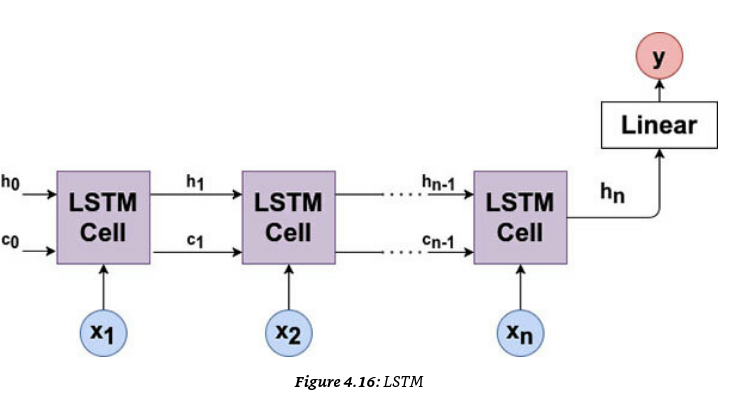 y
Linear
hn
h0
h1
hn-1
LSTM
Cell
LSTM
Cell
LSTM
Cell
c0
c1
cn-1
x1
x2
xn
Figure 4.16: LSTM